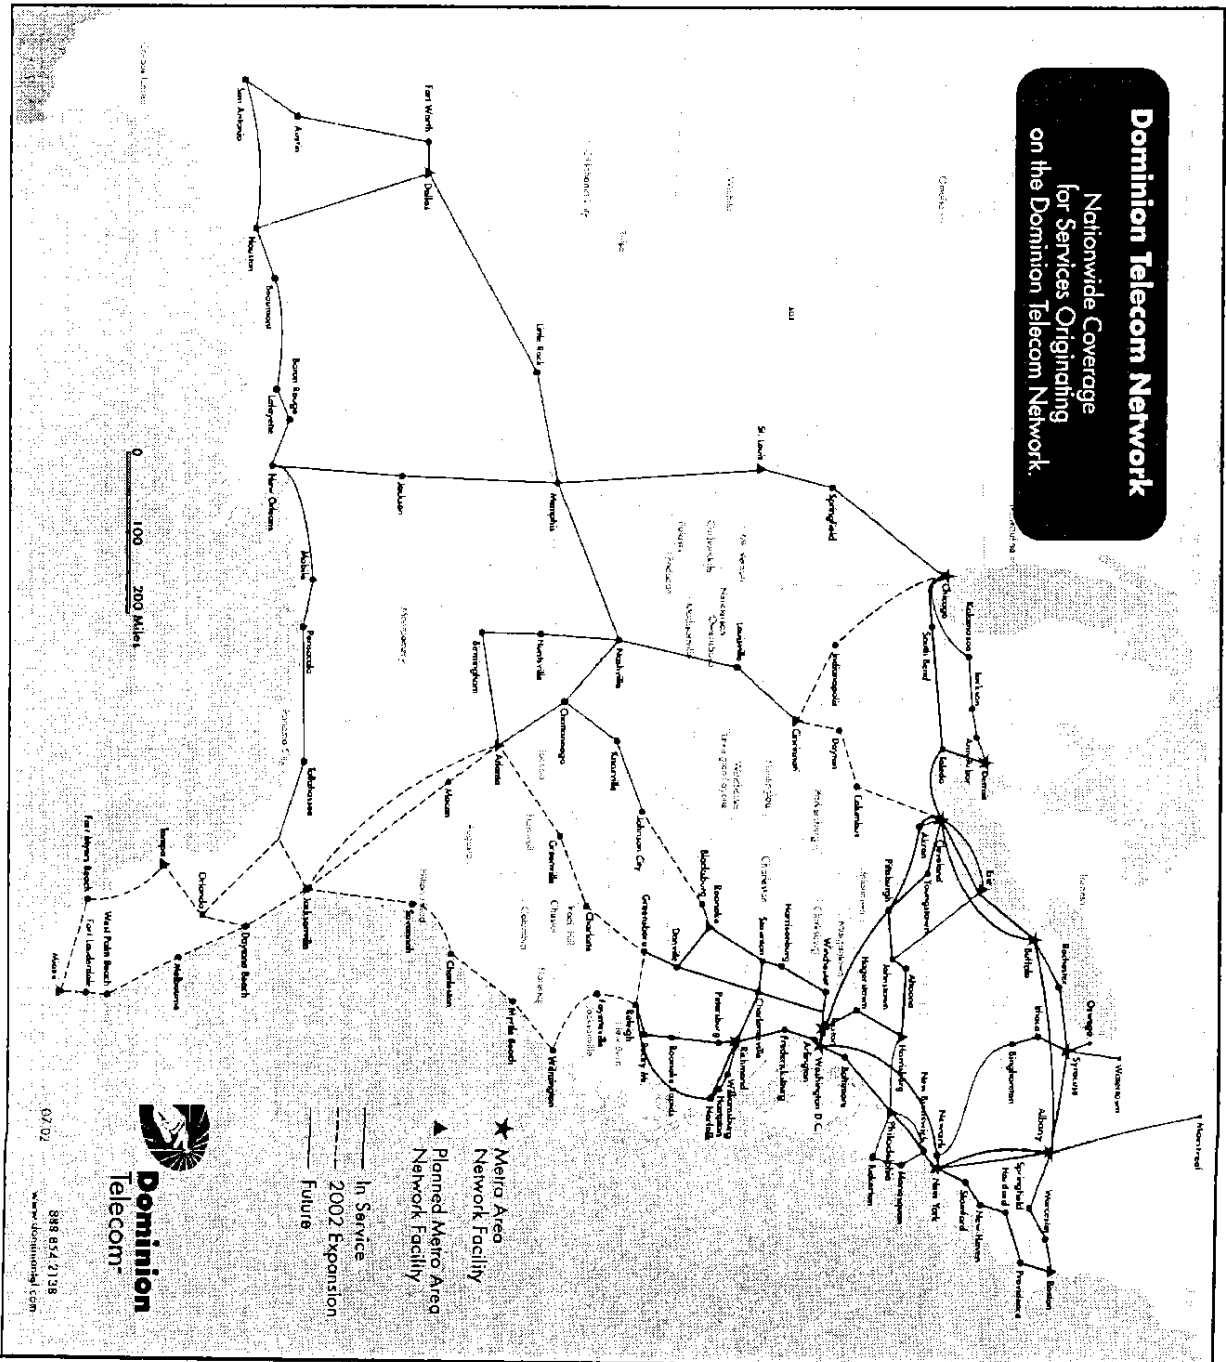 Dominion Telecom Network
Nationwide Coverage
for Services Originating
on the Dominion Telecom Network.
Montreal
Watertown
Oswego
Syracuse
Rochester
Buffalo
Ithaca
Binghamton
Albany
Worcester
Boston
Springfield
Hartford
Providence
New Haven
Stamford
New York
Newark
New Brunswick
Philadelphia
Manasquan
Harrisburg
Altoona
Johnstown
Hagerstown
Erie
Cleveland
Akron
Youngstown
Pittsburgh
Detroit
Ann Arbor
Jackson
Kalamazoo
Toledo
South Bend
Chicago
Springfield
St. Louis
Indianapolis
Dayton
Columbus
Cincinnati
Louisville
Baltimore
Washington D.C.
Arlington
Winchester
Harrisonburg
Staunton
Charlottesville
Fredericksburg
Richmond
Petersburg
Williamsburg
Hampton
Norfolk
Roanoke Rapids
Rocky Mt.
Raleigh
Roanoke
Blacksburg
Danville
Greensboro
Johnson City
Knoxville
Nashville
Chattanooga
Huntsville
Birmingham
Memphis
Little Rock
Fort Worth
Dallas
Austin
San Antonio
Houston
Beaumont
Lafayette
Baton Rouge
New Orleans
Jackson
Mobile
Pensacola
Tallahassee
Atlanta
Macon
Greenville
Charlotte
Fayetteville
Wilmington
Myrtle Beach
Charleston
Savannah
Jacksonville
Daytona Beach
Orlando
Melbourne
Tampa
Fort Myers Beach
West Palm Beach
Fort Lauderdale
0 100 200 Miles
Metro Area
Network Facility
Planned Metro Area
Network Facility
In Service
2002 Expansion
Future
Dominion
Telecom
07.02
www.dominiontel.com